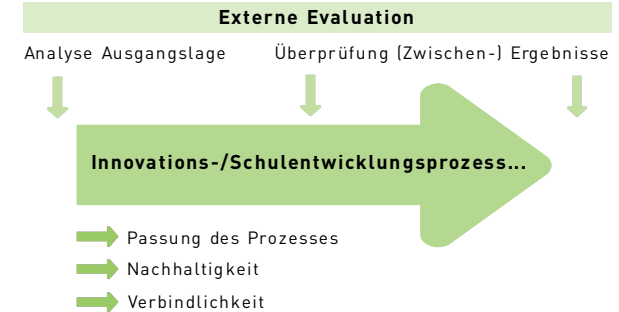 Externe Evaluation
Analyse Ausgangslage
Überprüfung (Zwischen-) Ergebnisse
Innovations-/Schulentwicklungsprozess...
Passung des Prozesses
Nachhaltigkeit
Verbindlichkeit